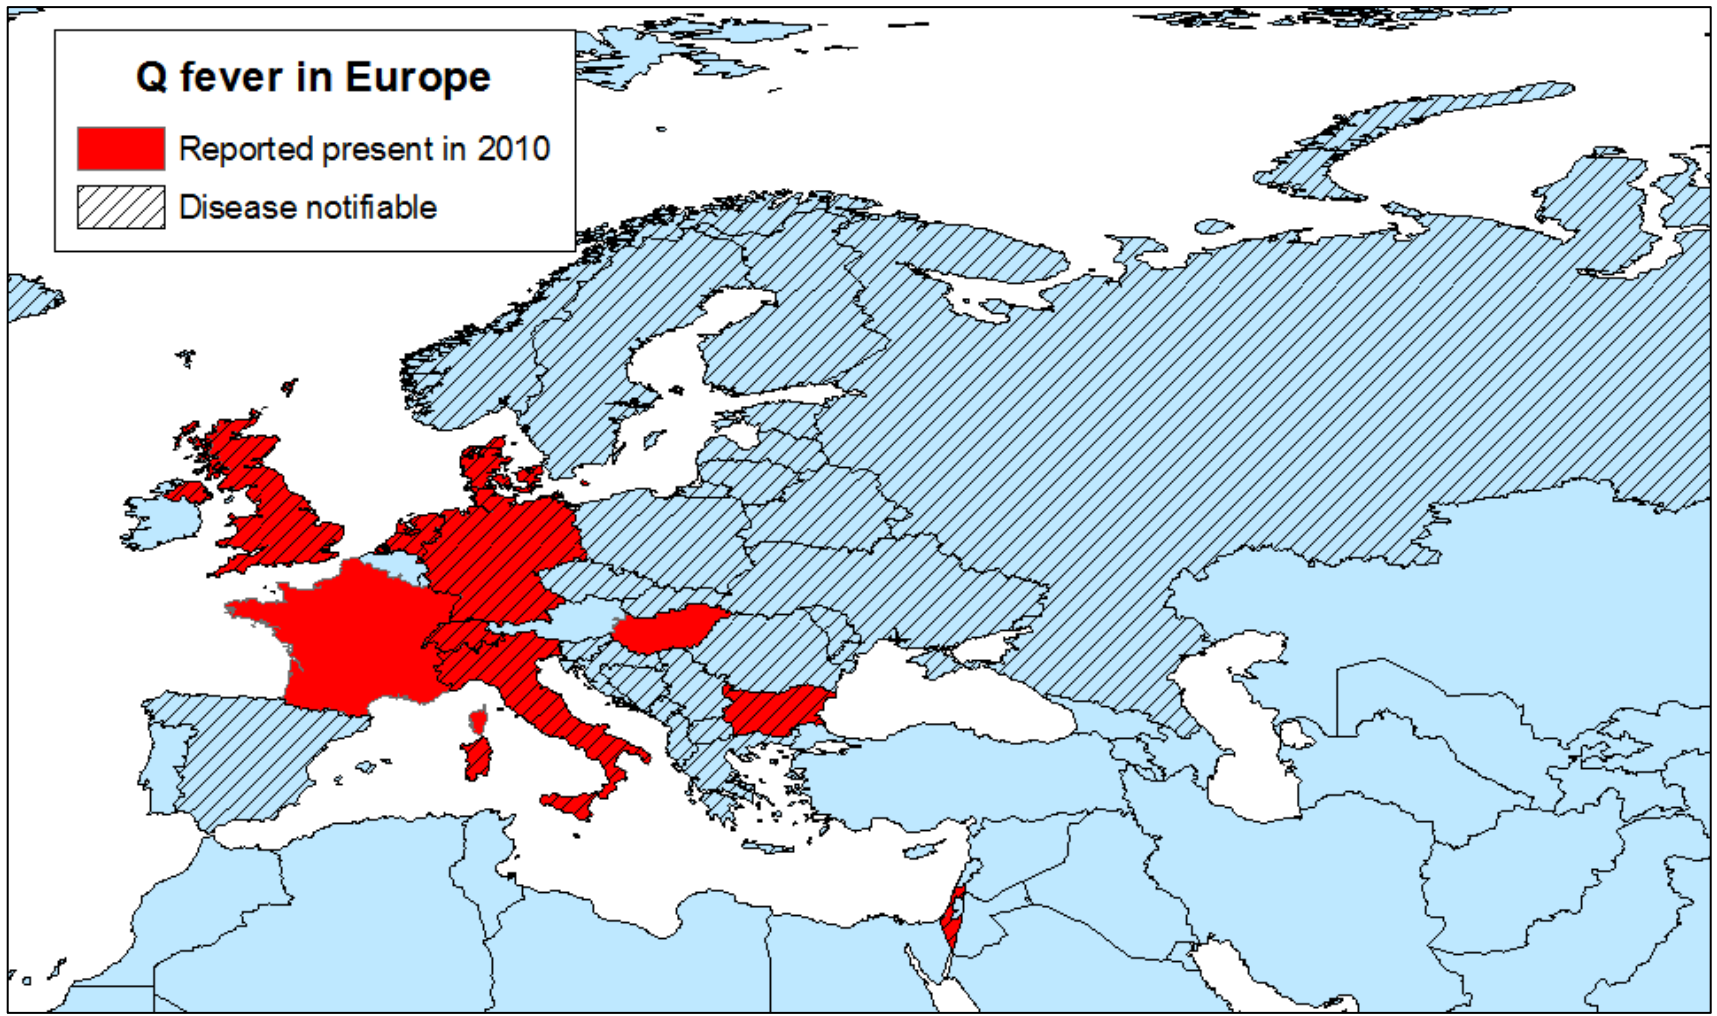 Q fever in Europe
Reported present in 2010
Disease notifiable